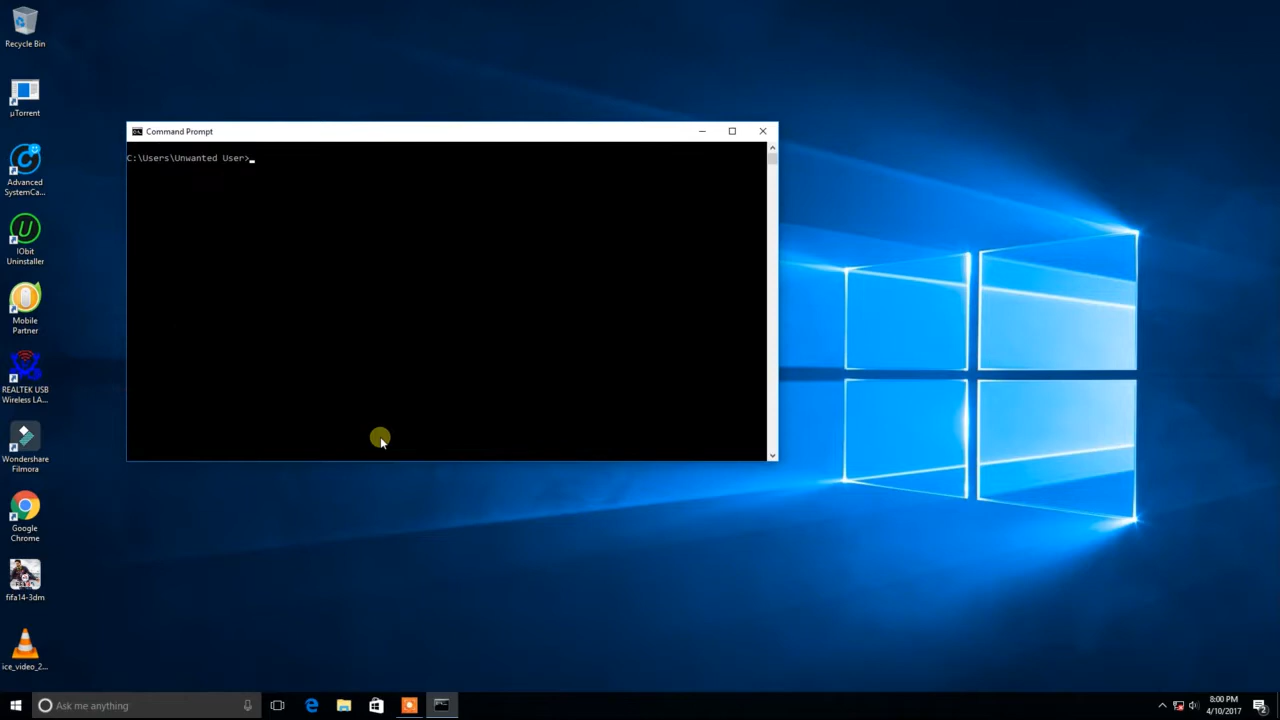 Recycle Bin
µTorrent
Advanced
SystemCa...
IObit
Uninstaller
Mobile
Partner
REALTEK USB
Wireless LA...
Wondershare
Filmora
Google
Chrome
fifa14-3dm
ice_video_2...
Command Prompt
C:\Users\Unwanted User>
Ask me anything
8:00 PM
4/10/2017
2